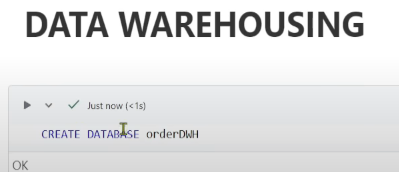 DATA WAREHOUSING
Just now (<1s)
CREATE DATABASE orderDWH
OK